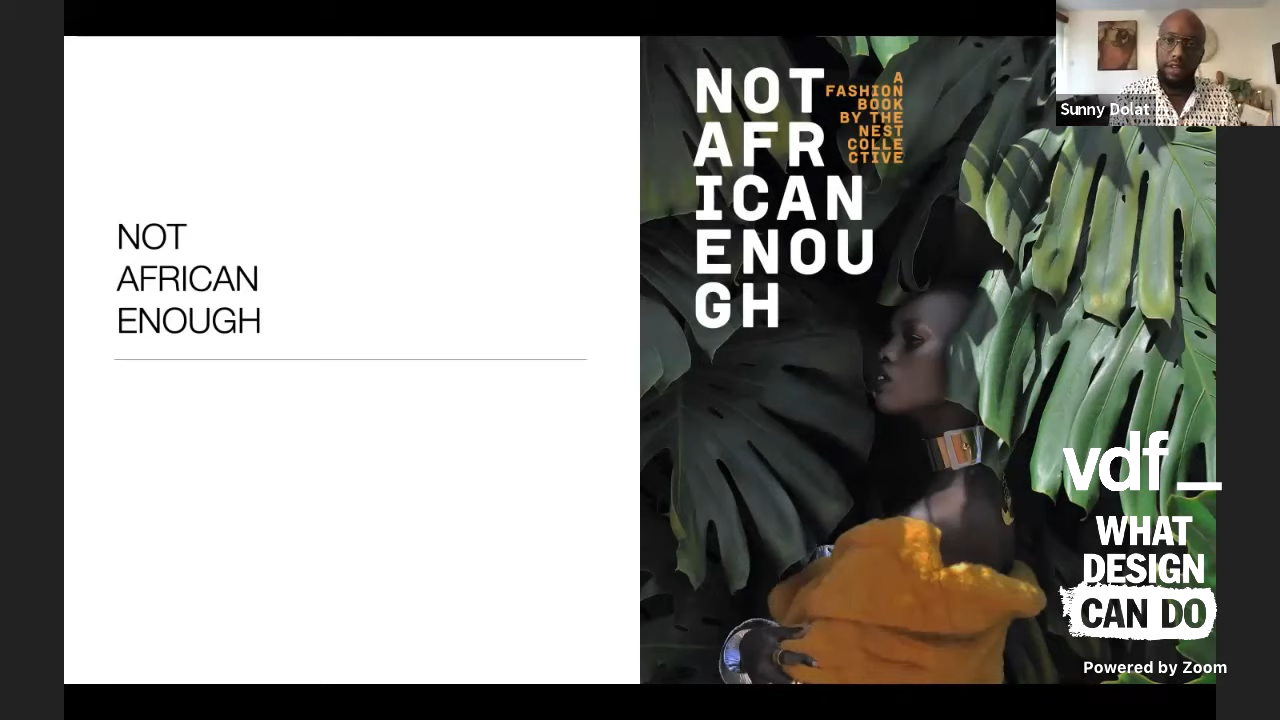 NOT
AFRICAN
ENOUGH
NOT
AFR
ICAN
ENOU
GH
A
FASHION
BOOK
BY THE
NEST
COLLE
CTIVE
Sunny Dolat
vdf_
WHAT
DESIGN
CAN DO
Powered by Zoom